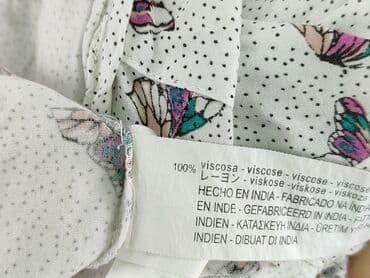 100% viscosa - viscose - viscose - viscose
レーヨン - viskose - viskose - viskoza
HECHO EN INDIA - FABRICADO NA ÍNDIA
EN INDE - GEFABRICEERD IN INDIA
INDIEN - ΚΑΤΑΣΚΕΥΗ ΙΝΔΙΑ - ÜRETIM Y
INDIEN - DIBUAT DI INDIA